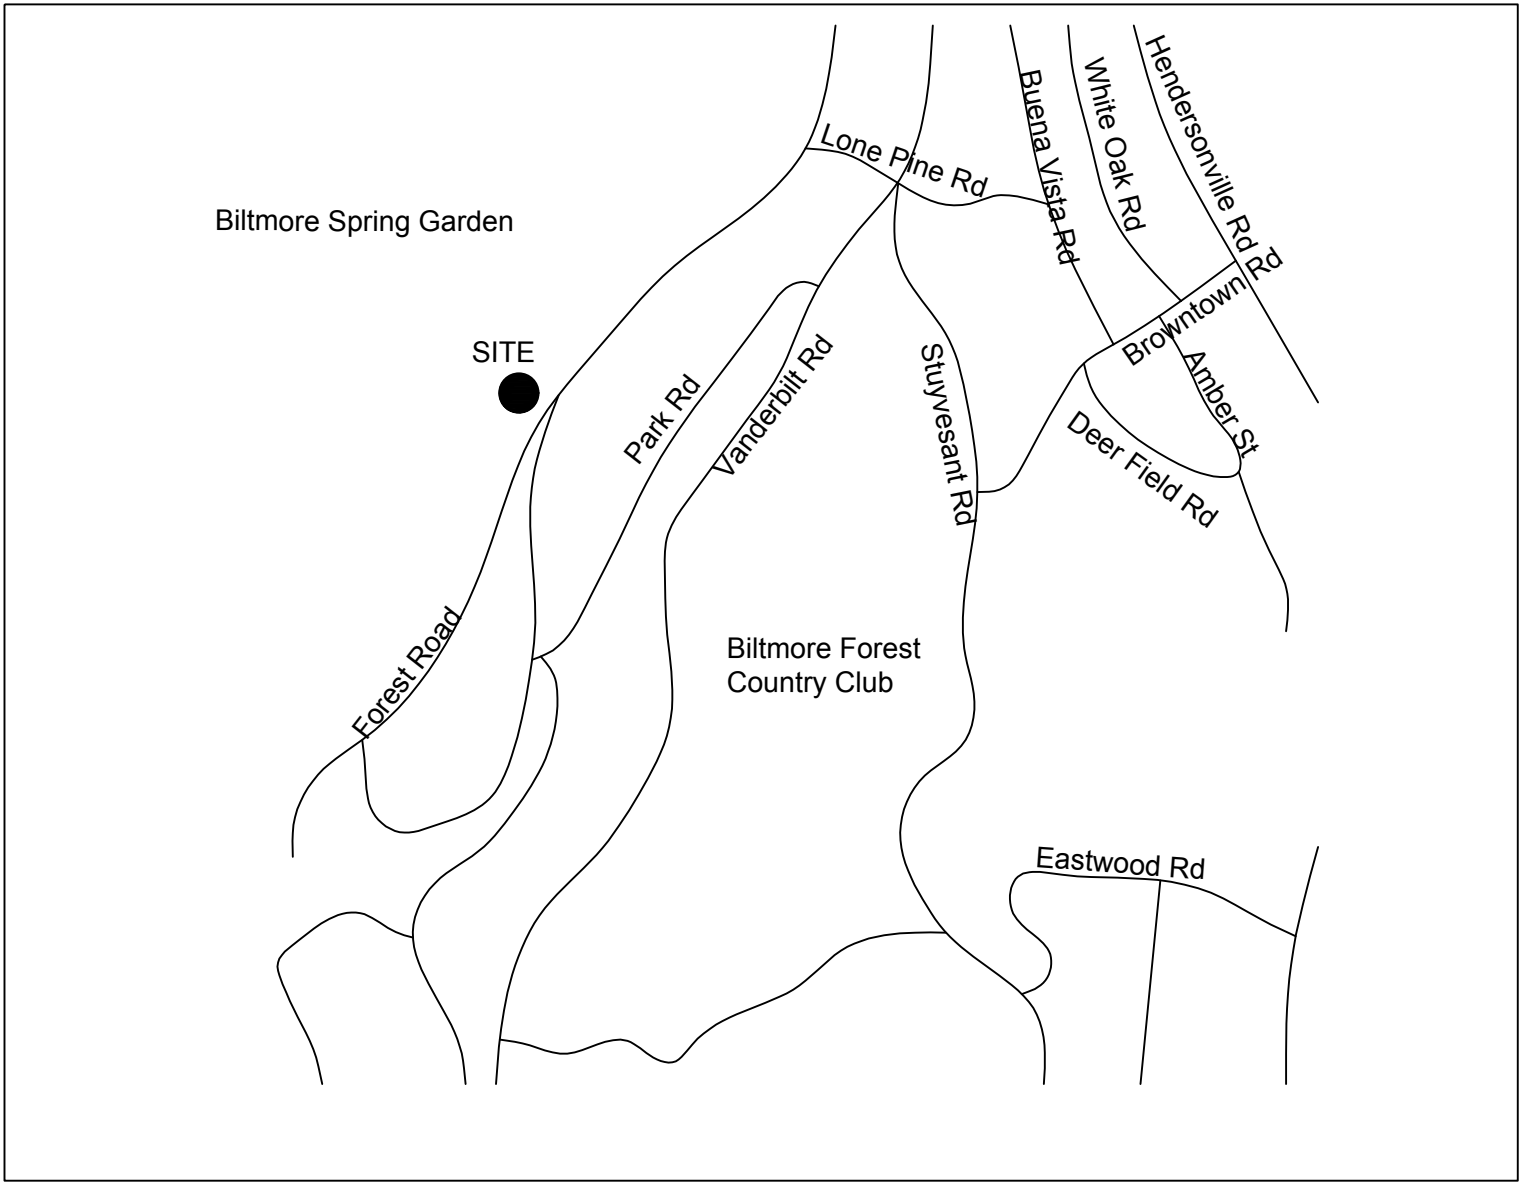 Hendersonville Rd
White Oak Rd
Buena Vista Rd
Lone Pine Rd
Biltmore Spring Garden
Browntown Rd
SITE
Park Rd
Vanderbilt Rd
Stuyvesant Rd
Amber St
Deer Field Rd
Forest Road
Biltmore Forest
Country Club
Eastwood Rd